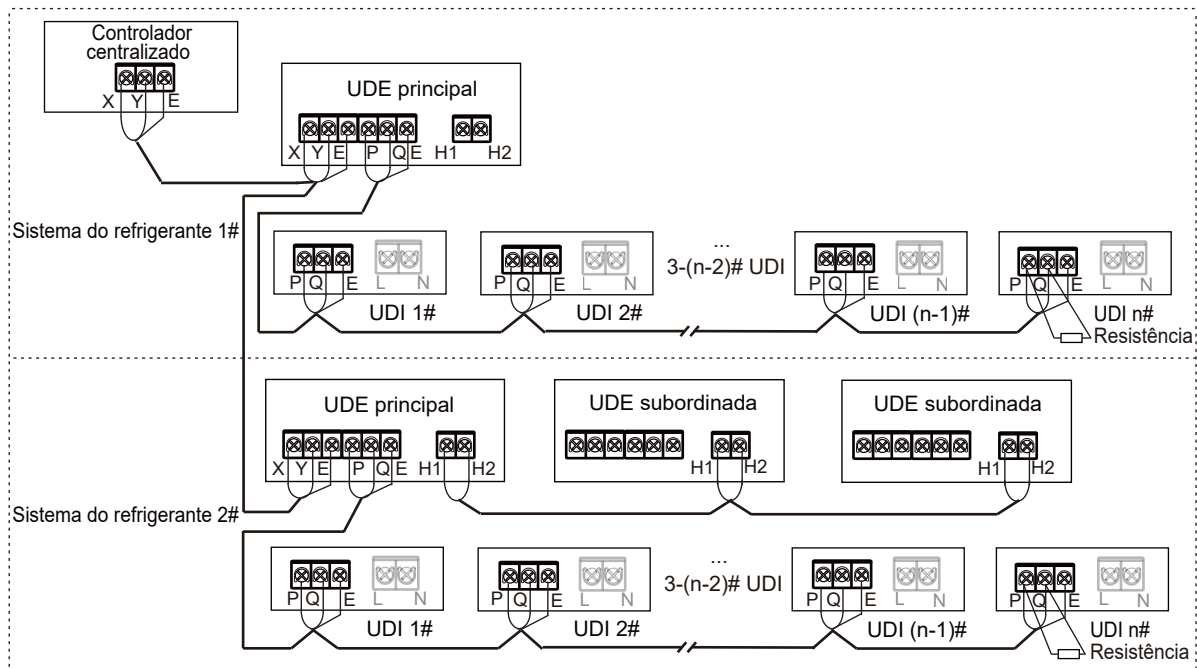 Controlador
centralizado
X Y E
UDE principal
X Y E P Q E H1 H2
Sistema do refrigerante 1#
P Q E L N
UDI 1#
P Q E L N
UDI 2#
...
3-(n-2)# UDI
P Q E L N
UDI (n-1)#
P Q E L N
UDI n#
Resistência
UDE principal
X Y E P Q E H1 H2
UDE subordinada
H1 H2
UDE subordinada
H1 H2
Sistema do refrigerante 2#
P Q E L N
UDI 1#
P Q E L N
UDI 2#
...
3-(n-2)# UDI
P Q E L N
UDI (n-1)#
P Q E L N
UDI n#
Resistência